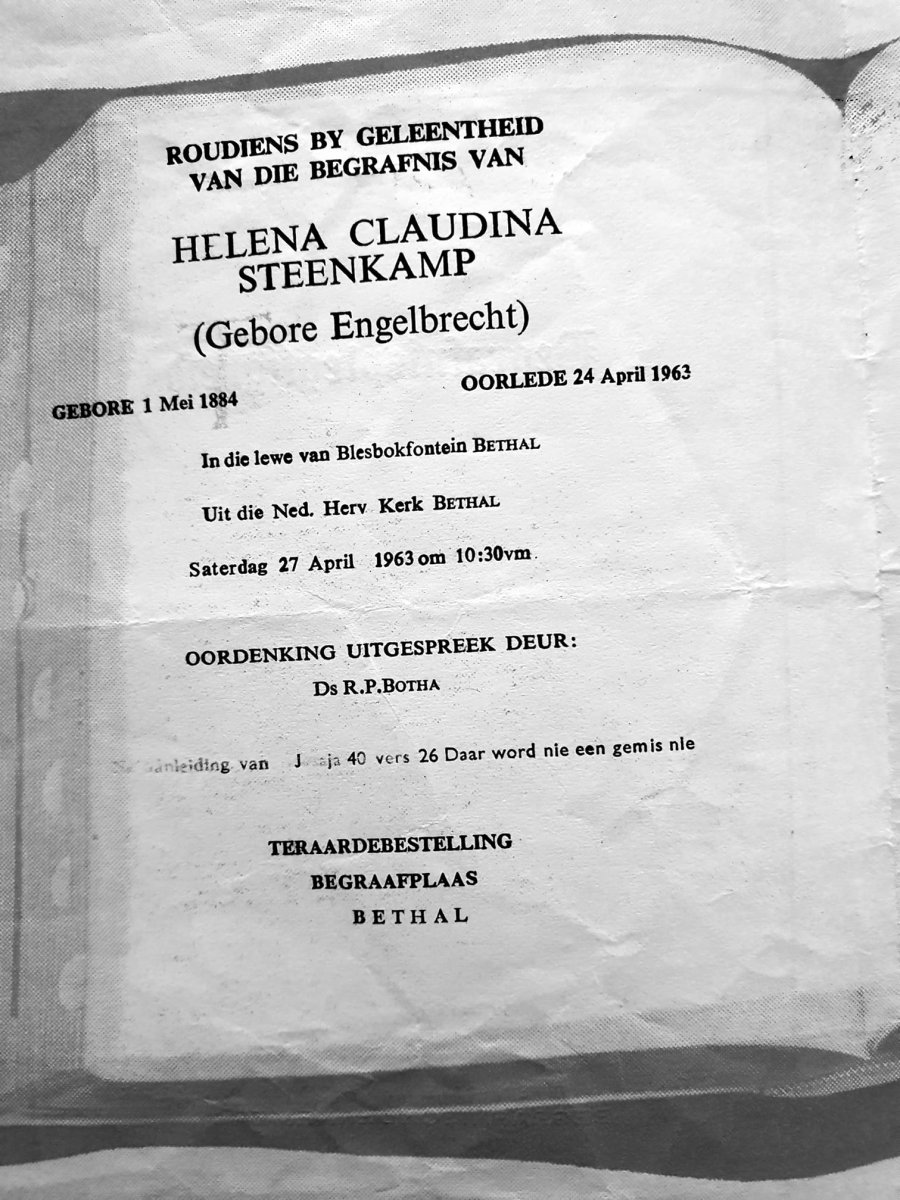 ROUDIENS BY GELEENTHEID
VAN DIE BEGRAFNIS VAN
HELENA CLAUDINA
STEENKAMP
(Gebore Engelbrecht)
GEBORE 1 Mei 1884
OORLEDE 24 April 1963
In die lewe van Blesbokfontein BETHAL
Uit die Ned. Herv Kerk BETHAL
Saterdag 27 April 1963 om 10:30vm.
OORDENKING UITGESPREEK DEUR:
Ds R.P.BOTHA
van 40 vers 26 Daar word nie een gemis nie
TERAARDEBESTELLING
BEGRAAFPLAAS
BETHAL